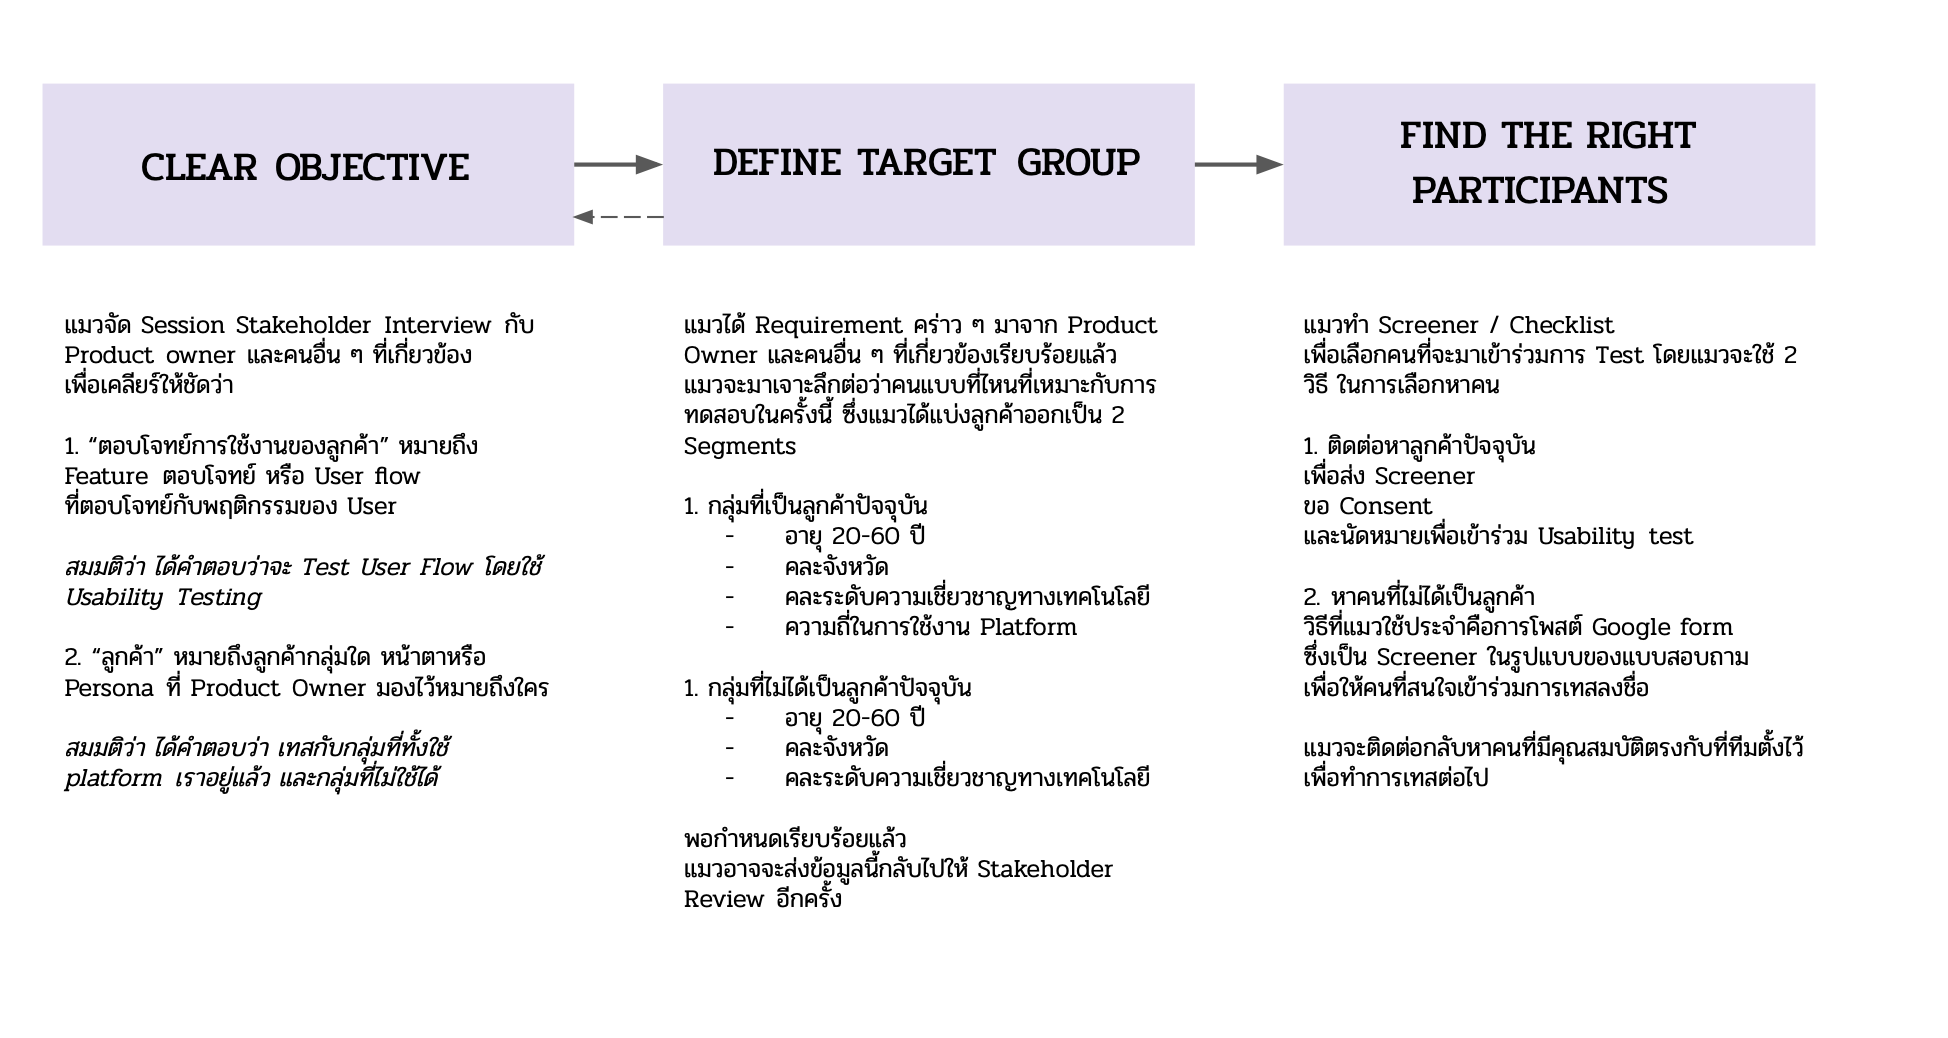 CLEAR OBJECTIVE
DEFINE TARGET GROUP
FIND THE RIGHT
PARTICIPANTS
แมวจัด Session Stakeholder Interview กับ
Product owner และคนอื่น ๆ ที่เกี่ยวข้อง
เพื่อเคลียร์ให้ชัดว่า
1. “ตอบโจทย์การใช้งานของลูกค้า” หมายถึง
Feature ตอบโจทย์ หรือ User flow
ที่ตอบโจทย์กับพฤติกรรมของ User
สมมติว่า ได้คำตอบว่าจะ Test User Flow โดยใช้
Usability Testing
2. “ลูกค้า” หมายถึงลูกค้ากลุ่มใด หน้าตาหรือ
Persona ที่ Product Owner มองไว้หมายถึงใคร
สมมติว่า ได้คำตอบว่า เทสกับกลุ่มที่ทั้งใช้
platform เราอยู่แล้ว และกลุ่มที่ไม่ใช้ได้
แมวได้ Requirement คร่าว ๆ มาจาก Product
Owner และคนอื่น ๆ ที่เกี่ยวข้องเรียบร้อยแล้ว
แมวจะมาเจาะลึกต่อว่าคนแบบที่ไหนที่เหมาะกับการ
ทดสอบในครั้งนี้ ซึ่งแมวได้แบ่งลูกค้าออกเป็น 2
Segments
1. กลุ่มที่เป็นลูกค้าปัจจุบัน
- อายุ 20-60 ปี
- คละจังหวัด
- คละระดับความเชี่ยวชาญทางเทคโนโลยี
- ความถี่ในการใช้งาน Platform
1. กลุ่มที่ไม่ได้เป็นลูกค้าปัจจุบัน
- อายุ 20-60 ปี
- คละจังหวัด
- คละระดับความเชี่ยวชาญทางเทคโนโลยี
พอกำหนดเรียบร้อยแล้ว
แมวอาจจะส่งข้อมูลนี้กลับไปให้ Stakeholder
Review อีกครั้ง
แมวทำ Screener / Checklist
เพื่อเลือกคนที่จะมาเข้าร่วมการ Test โดยแมวจะใช้ 2
วิธี ในการเลือกหาคน
1. ติดต่อหาลูกค้าปัจจุบัน
เพื่อส่ง Screener
ขอ Consent
และนัดหมายเพื่อเข้าร่วม Usability test
2. หาคนที่ไม่ได้เป็นลูกค้า
วิธีที่แมวใช้ประจำคือการโพสต์ Google form
ซึ่งเป็น Screener ในรูปแบบของแบบสอบถาม
เพื่อให้คนที่สนใจเข้าร่วมการเทสลงชื่อ
แมวจะติดต่อกลับหาคนที่มีคุณสมบัติตรงกับที่ทีมตั้งไว้
เพื่อทำการเทสต่อไป